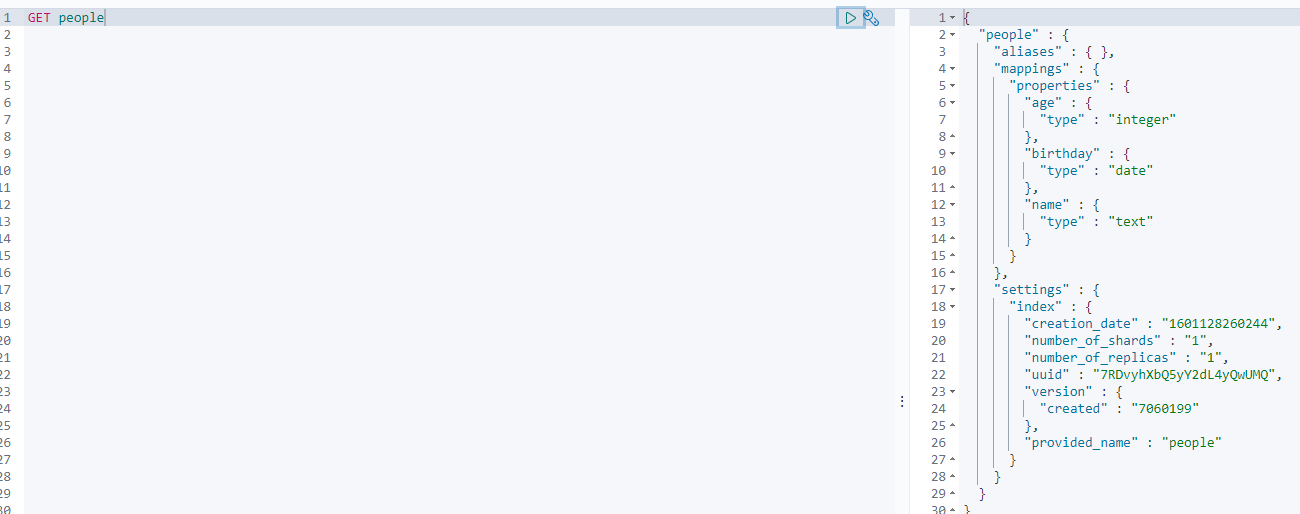 1 GET people
2
3
4
5
6
7
8
9
10
11
12
13
14
15
16
17
18
19
20
21
22
23
24
25
26
27
28
29
30
1 {
2 "people" : {
3 "aliases" : { },
4 "mappings" : {
5 "properties" : {
6 "age" : {
7 "type" : "integer"
8 },
9 "birthday" : {
10 "type" : "date"
11 },
12 "name" : {
13 "type" : "text"
14 }
15 }
16 },
17 "settings" : {
18 "index" : {
19 "creation_date" : "1601128260244",
20 "number_of_shards" : "1",
21 "number_of_replicas" : "1",
22 "uuid" : "7RDvyhXbQ5yY2dL4yQwUMQ",
23 "version" : {
24 "created" : "7060199"
25 },
26 "provided_name" : "people"
27 }
28 }
29 }
30 }